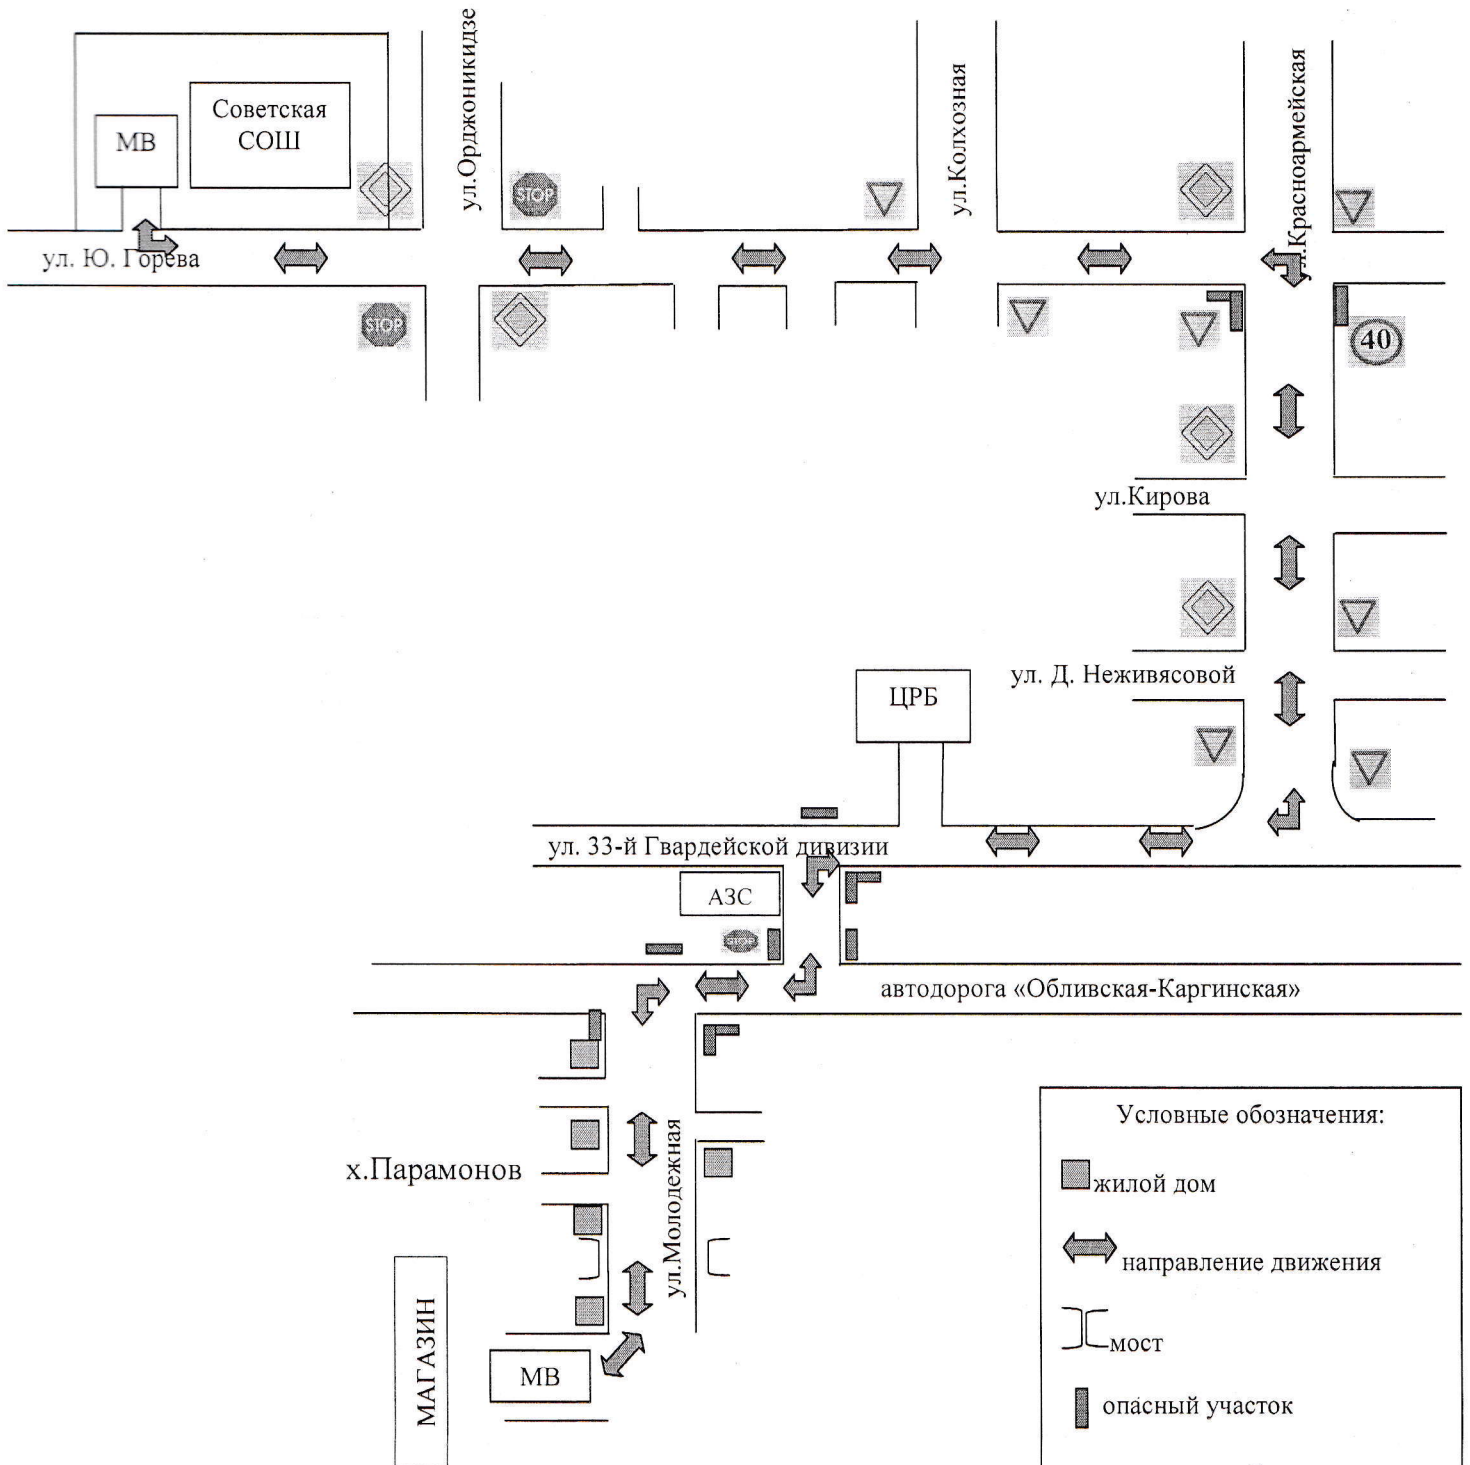 ул.Орджоникидзе
ул.Колхозная
ул.Красноармейская
Советская
СОШ
МВ
STOP
ул. Ю. Горева
STOP
40
ул.Кирова
ул. Д. Неживясовой
ЦРБ
ул. 33-й Гвардейской дивизии
АЗС
STOP
автодорога «Обливская-Каргинская»
х.Парамонов
ул.Молодежная
МАГАЗИН
МВ
Условные обозначения:
жилой дом
направление движения
мост
опасный участок